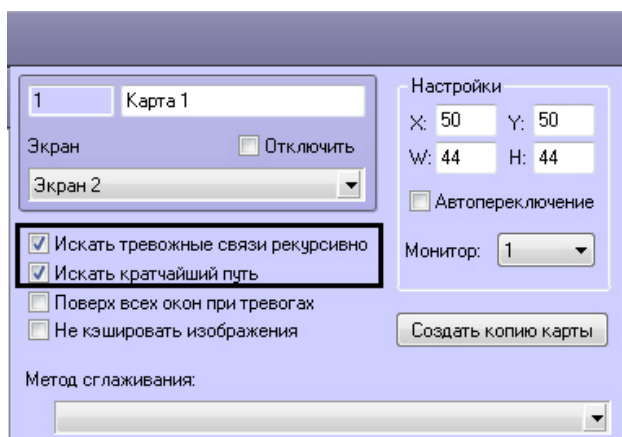 1
Карта 1
Экран
Отключить
Экран 2
Искать тревожные связи рекурсивно
Искать кратчайший путь
Поверх всех окон при тревогах
Не кэшировать изображения
Метод сглаживания:
Настройки
X: 50 Y: 50
W: 44 H: 44
Автопереключение
Монитор: 1
Создать копию карты